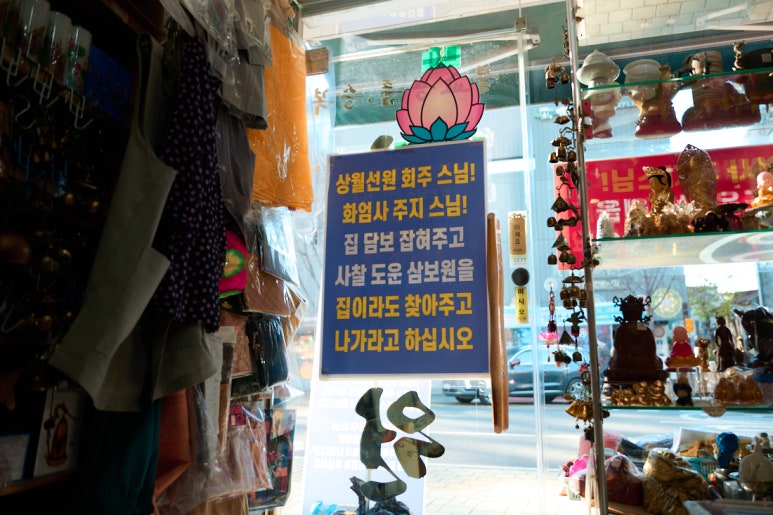 상월선원 회주 스님!
화엄사 주지 스님!
집 담보 잡혀주고
사찰 도운 삼보원을
집이라도 찾아주고
나가라고 하십시오